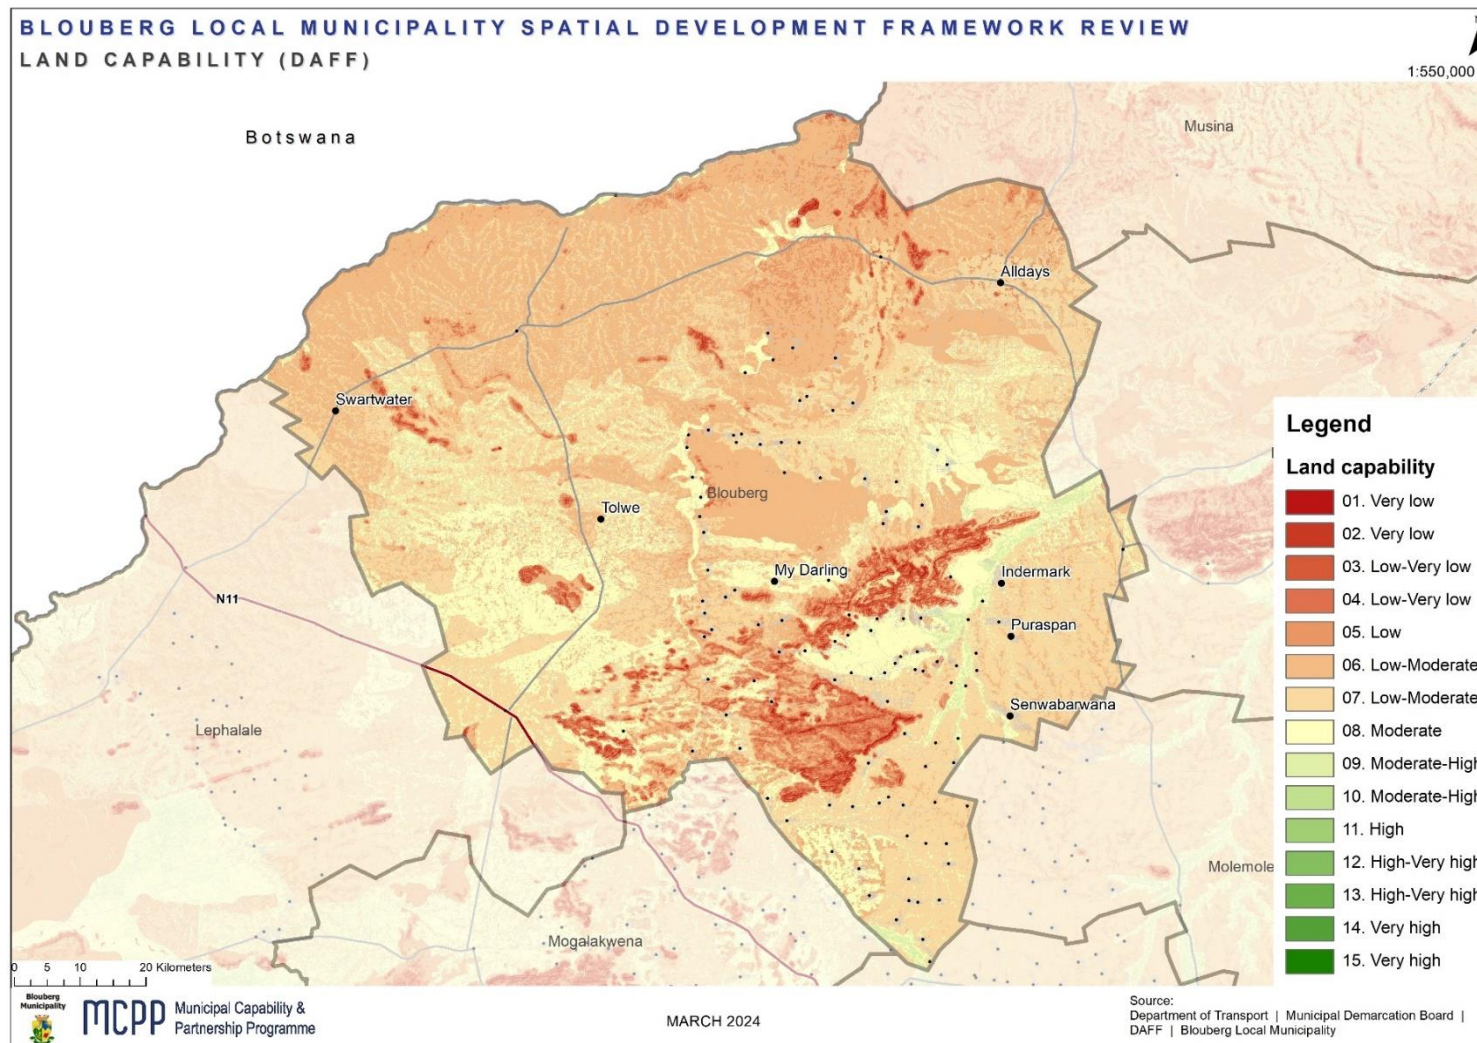 BLOUBERG LOCAL MUNICIPALITY SPATIAL DEVELOPMENT FRAMEWORK REVIEW
LAND CAPABILITY (DAFF)
1:550,000
Botswana
Musina
Alldays
Swartwater
Blouberg
Tolwe
My Darling
Indermark
N11
Puraspan
Senwabarwana
Lephalale
Molemole
Mogalakwena
Legend
Land capability
01. Very low
02. Very low
03. Low-Very low
04. Low-Very low
05. Low
06. Low-Moderate
07. Low-Moderate
08. Moderate
09. Moderate-High
10. Moderate-High
11. High
12. High-Very high
13. High-Very high
14. Very high
15. Very high
0 5 10 20 Kilometers
Blouberg
Municipality
MCPP
Municipal Capability &
Partnership Programme
MARCH 2024
Source:
Department of Transport | Municipal Demarcation Board |
DAFF | Blouberg Local Municipality